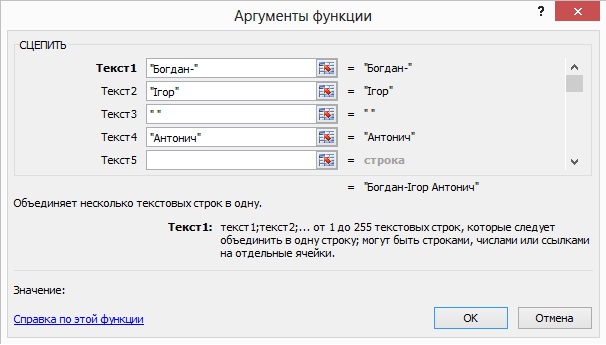 Аргументы функции ? ×
СЦЕПИТЬ
Текст1 "Богдан-" = "Богдан-"
Текст2 "Ігор" = "Ігор"
Текст3 " " = " "
Текст4 "Антонич" = "Антонич"
Текст5 = строка
= "Богдан-Ігор Антонич"
Объединяет несколько текстовых строк в одну.
Текст1: текст1;текст2;... от 1 до 255 текстовых строк, которые следует
объединить в одну строку; могут быть строками, числами или ссылками
на отдельные ячейки.
Значение:
Справка по этой функции ОК Отмена